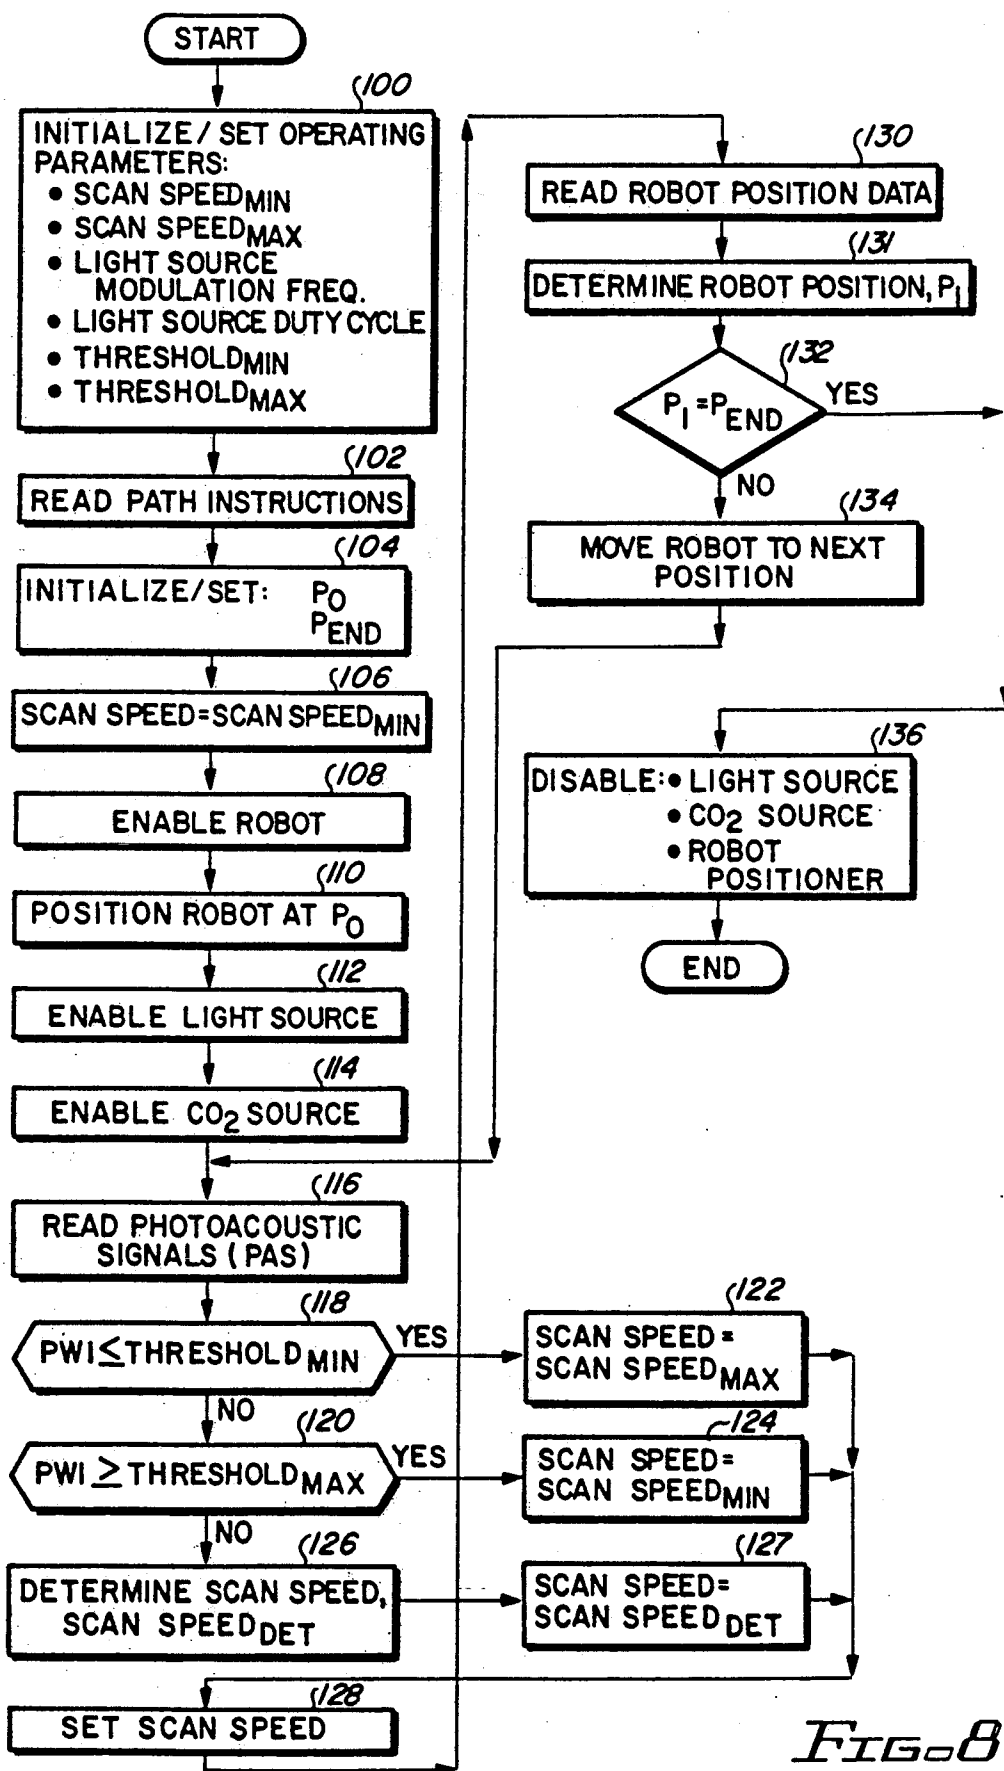 START
100
INITIALIZE / SET OPERATING
PARAMETERS:
• SCAN SPEEDMIN
• SCAN SPEEDMAX
• LIGHT SOURCE
MODULATION FREQ.
• LIGHT SOURCE DUTY CYCLE
• THRESHOLDMIN
• THRESHOLDMAX
102
READ PATH INSTRUCTIONS
104
INITIALIZE/SET: P0
PEND
106
SCAN SPEED=SCAN SPEEDMIN
108
ENABLE ROBOT
110
POSITION ROBOT AT P0
112
ENABLE LIGHT SOURCE
114
ENABLE CO2 SOURCE
116
READ PHOTOACOUSTIC
SIGNALS (PAS)
118
PWI≤THRESHOLDMIN
YES
NO
120
PWI ≥ THRESHOLDMAX
YES
NO
126
DETERMINE SCAN SPEED,
SCAN SPEEDDET
122
SCAN SPEED=
SCAN SPEEDMAX
124
SCAN SPEED=
SCAN SPEEDMIN
127
SCAN SPEED=
SCAN SPEEDDET
128
SET SCAN SPEED
130
READ ROBOT POSITION DATA
131
DETERMINE ROBOT POSITION, PI
132
PI=PEND
YES
NO
134
MOVE ROBOT TO NEXT
POSITION
136
DISABLE: • LIGHT SOURCE
• CO2 SOURCE
• ROBOT
POSITIONER
END
FIG. 8